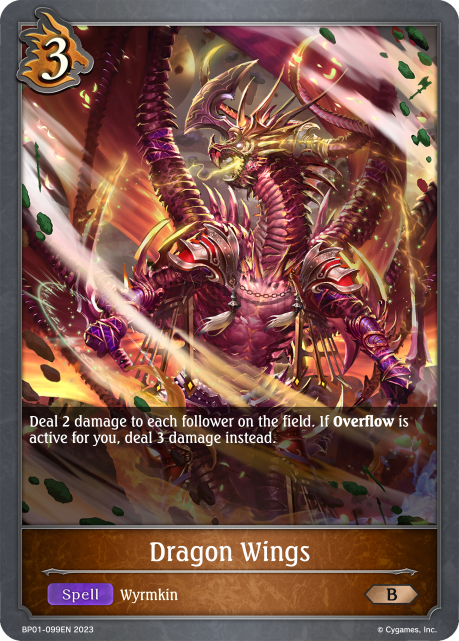 3
Deal 2 damage to each follower on the field. If Overflow is
active for you, deal 3 damage instead.
Dragon Wings
Spell Wyrmkin B
BP01-099EN 2023 © Cygames, Inc.